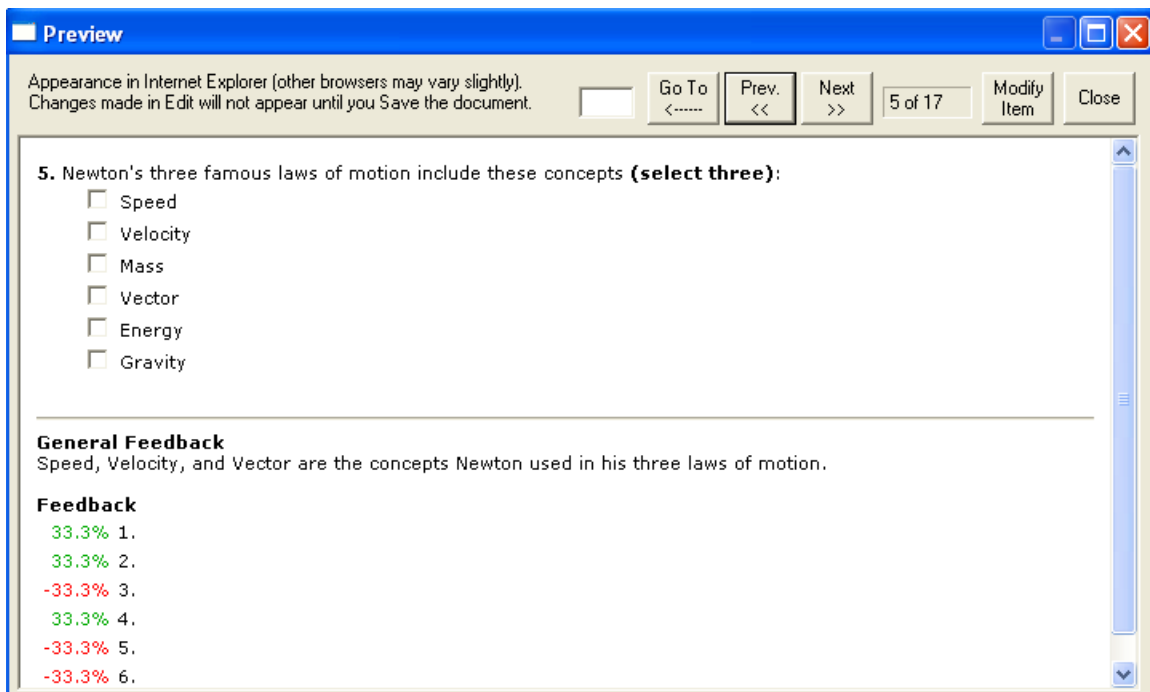 Preview
Appearance in Internet Explorer (other browsers may vary slightly).
Changes made in Edit will not appear until you Save the document.
Go To
<------
Prev.
<<
Next
>>
5 of 17
Modify
Item
Close
5. Newton's three famous laws of motion include these concepts (select three):
Speed
Velocity
Mass
Vector
Energy
Gravity
General Feedback
Speed, Velocity, and Vector are the concepts Newton used in his three laws of motion.
Feedback
33.3% 1.
33.3% 2.
-33.3% 3.
33.3% 4.
-33.3% 5.
-33.3% 6.